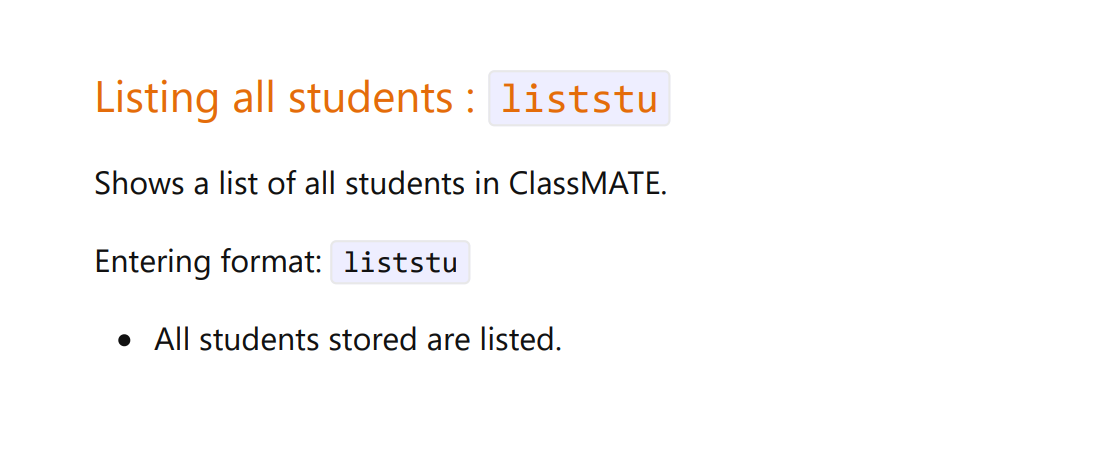 Listing all students : liststu
Shows a list of all students in ClassMATE.
Entering format: liststu
• All students stored are listed.